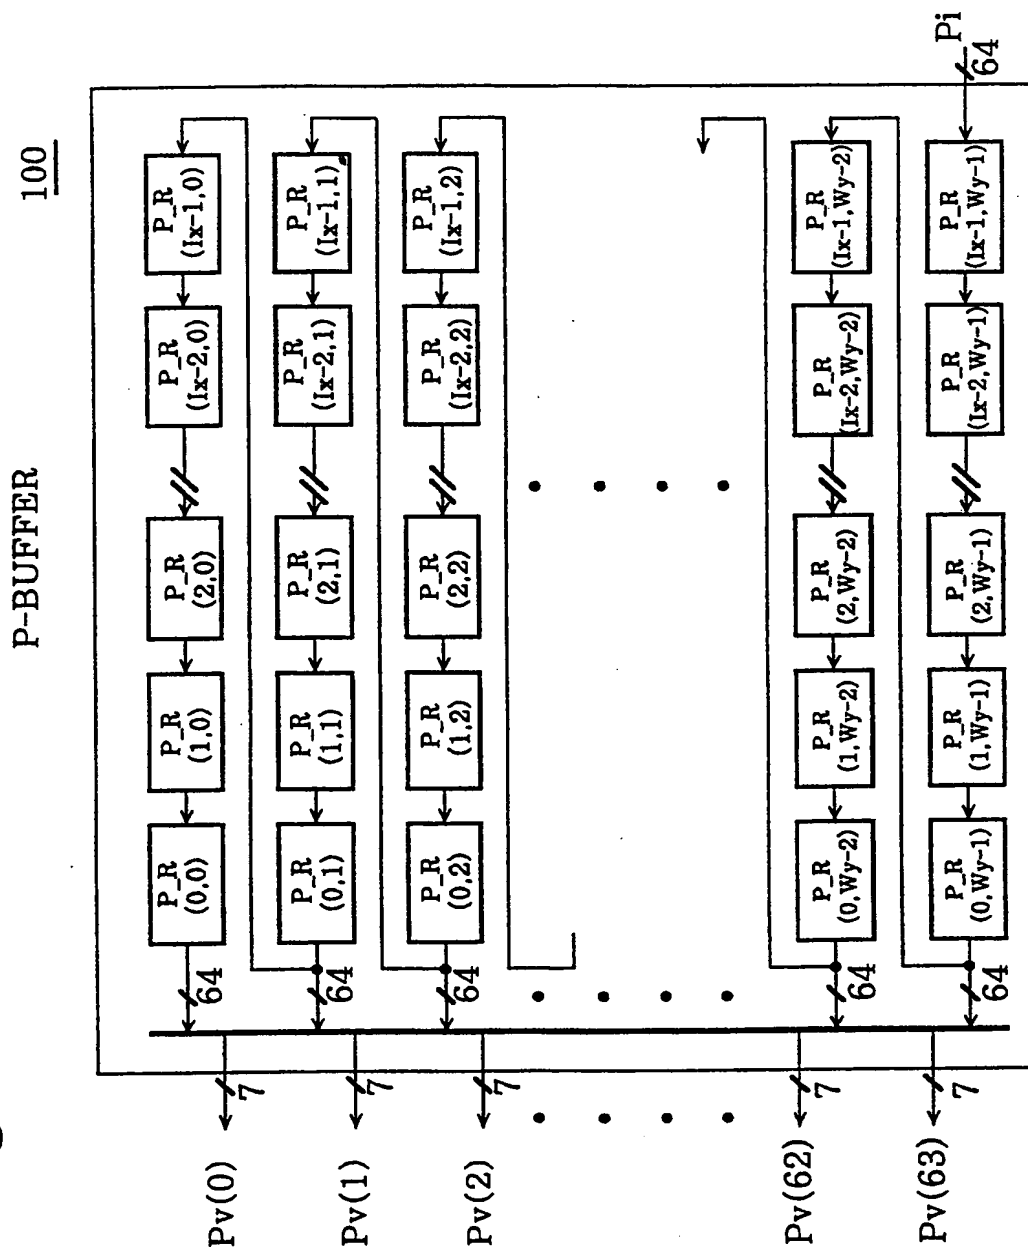 P-BUFFER
100
P_R
(0,0)
P_R
(1,0)
P_R
(2,0)
P_R
(Ix-2,0)
P_R
(Ix-1,0)
64
Pv(0)
7
P_R
(0,1)
P_R
(1,1)
P_R
(2,1)
P_R
(Ix-2,1)
P_R
(Ix-1,1)
64
Pv(1)
7
P_R
(0,2)
P_R
(1,2)
P_R
(2,2)
P_R
(Ix-2,2)
P_R
(Ix-1,2)
64
Pv(2)
7
P_R
(0,Wy-2)
P_R
(1,Wy-2)
P_R
(2,Wy-2)
P_R
(Ix-2,Wy-2)
P_R
(Ix-1,Wy-2)
64
Pv(62)
7
P_R
(0,Wy-1)
P_R
(1,Wy-1)
P_R
(2,Wy-1)
P_R
(Ix-2,Wy-1)
P_R
(Ix-1,Wy-1)
Pi
64
64
Pv(63)
7